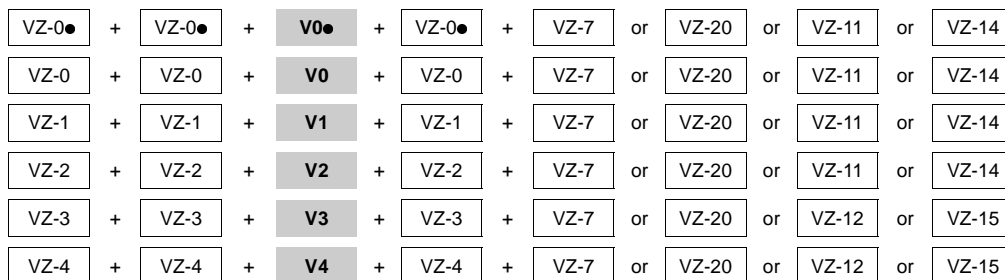 VZ-0● + VZ-0● + V0● + VZ-0● + VZ-7 or VZ-20 or VZ-11 or VZ-14
VZ-0 + VZ-0 + V0 + VZ-0 + VZ-7 or VZ-20 or VZ-11 or VZ-14
VZ-1 + VZ-1 + V1 + VZ-1 + VZ-7 or VZ-20 or VZ-11 or VZ-14
VZ-2 + VZ-2 + V2 + VZ-2 + VZ-7 or VZ-20 or VZ-11 or VZ-14
VZ-3 + VZ-3 + V3 + VZ-3 + VZ-7 or VZ-20 or VZ-12 or VZ-15
VZ-4 + VZ-4 + V4 + VZ-4 + VZ-7 or VZ-20 or VZ-12 or VZ-15